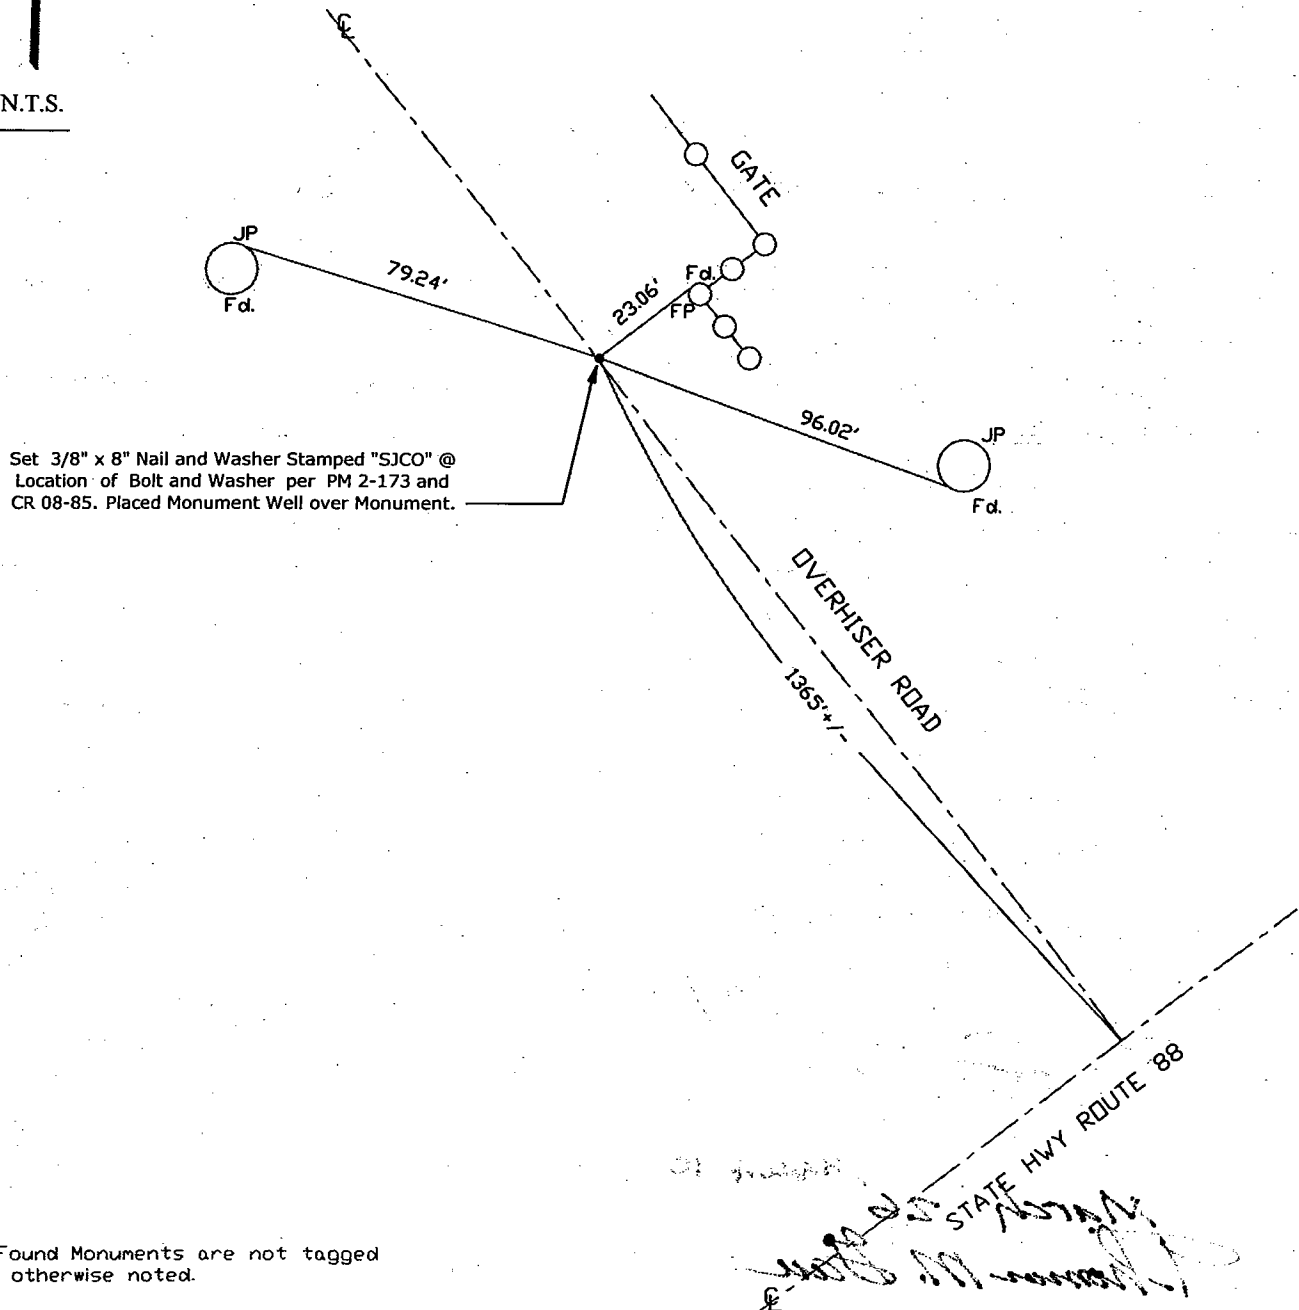 N.T.S.
℄
GATE
JP
Fd.
79.24'
23.06'
Fd.
FP
96.02'
JP
Fd.
Set 3/8" x 8" Nail and Washer Stamped "SJCO" @
Location of Bolt and Washer per PM 2-173 and
CR 08-85. Placed Monument Well over Monument.
OVERHISER ROAD
1365'+/-
STATE HWY ROUTE 88
March 26
℄
Found Monuments are not tagged
otherwise noted.